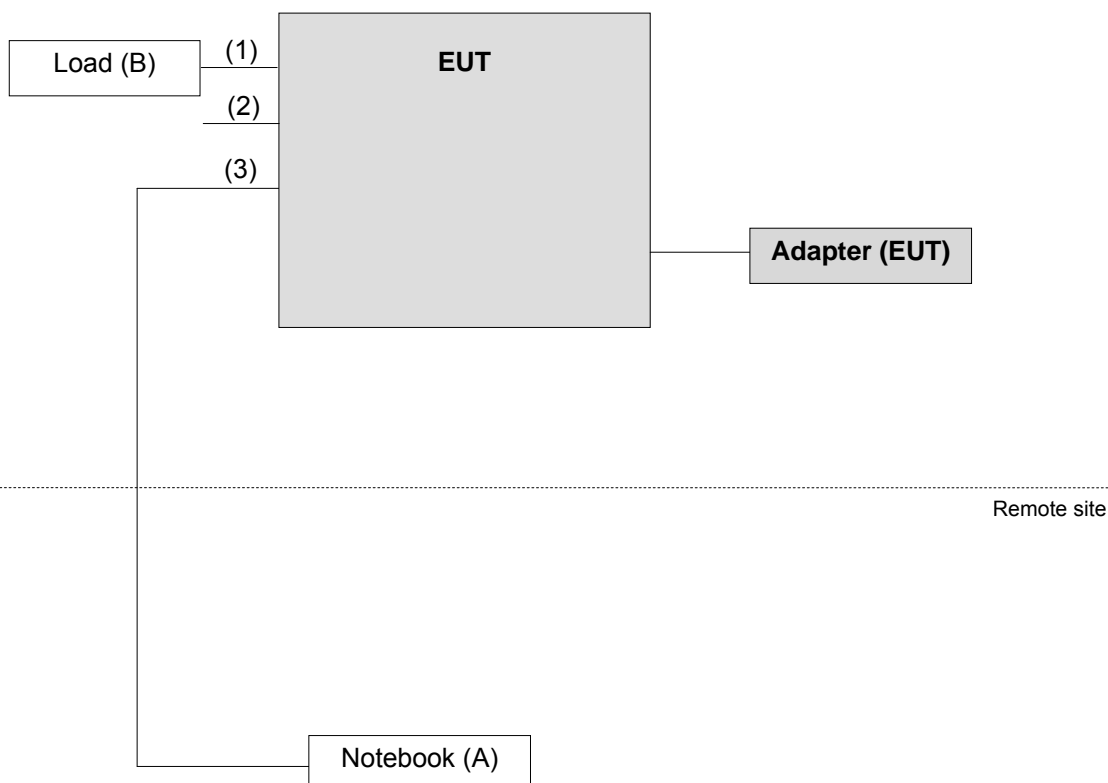 (1)
Load (B)
EUT
(2)
(3)
Adapter (EUT)
Remote site
Notebook (A)